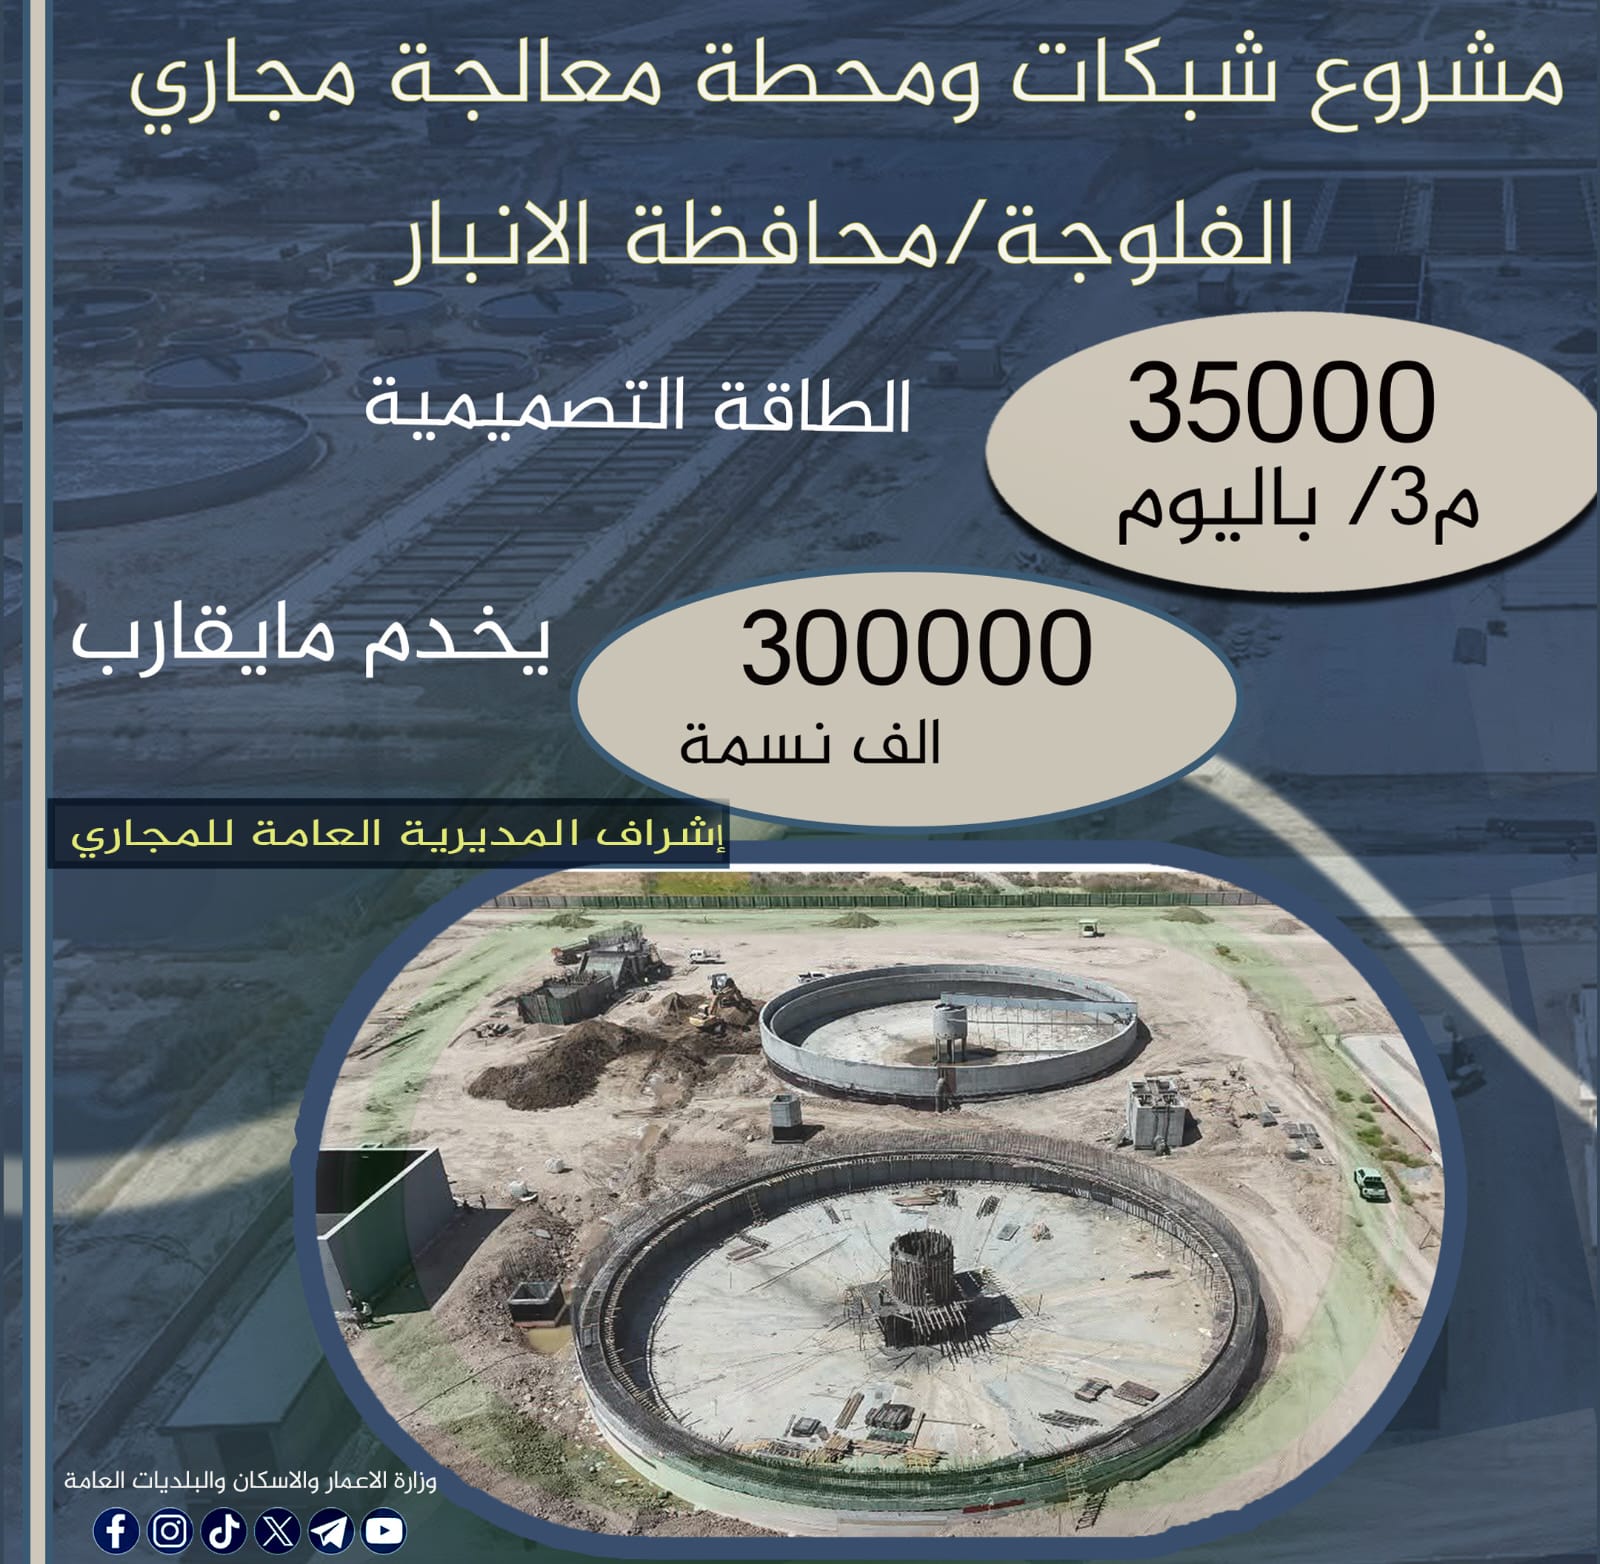 مشروع شبكات ومحطة معالجة مجاري
الفلوجة/محافظة الانبار
35000
م3/ باليوم
الطاقة التصميمية
300000
الف نسمة
يخدم مايقارب
إشراف المديرية العامة للمجاري
وزارة الاعمار والاسكان والبلديات العامة